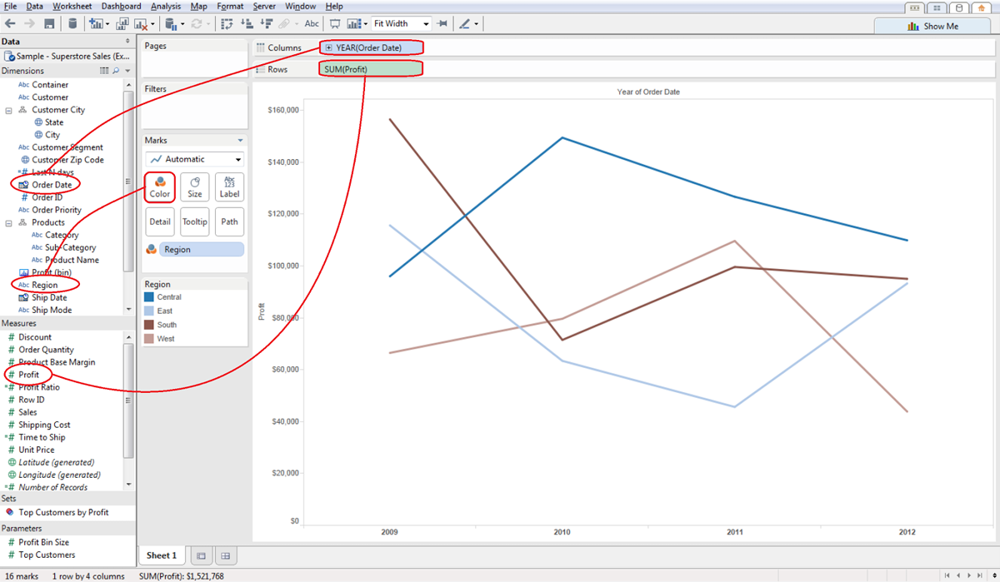 File Data Worksheet Dashboard Analysis Map Format Server Window Help
Abc Fit Width
Show Me
Data
Sample - Superstore Sales (Ex...
Dimensions
Abc Container
Abc Customer
Customer City
State
City
Abc Customer Segment
Customer Zip Code
=# Last N days
Order Date
# Order ID
Abc Order Priority
Products
Abc Category
Abc Sub-Category
Abc Product Name
Profit (bin)
Abc Region
Ship Date
Abc Ship Mode
Measures
# Discount
# Order Quantity
# Product Base Margin
# Profit
=# Profit Ratio
# Row ID
# Sales
# Shipping Cost
=# Time to Ship
# Unit Price
Latitude (generated)
Longitude (generated)
=# Number of Records
Sets
Top Customers by Profit
Parameters
# Profit Bin Size
# Top Customers
Pages
Filters
Marks
Automatic
Color Size Abc 123 Label
Detail Tooltip Path
Region
Region
Central
East
South
West
Columns YEAR(Order Date)
Rows SUM(Profit)
Year of Order Date
$160,000
$140,000
$120,000
$100,000
$80,000
$60,000
$40,000
$20,000
$0
Profit
2009 2010 2011 2012
Sheet 1
16 marks 1 row by 4 columns SUM(Profit): $1,521,768